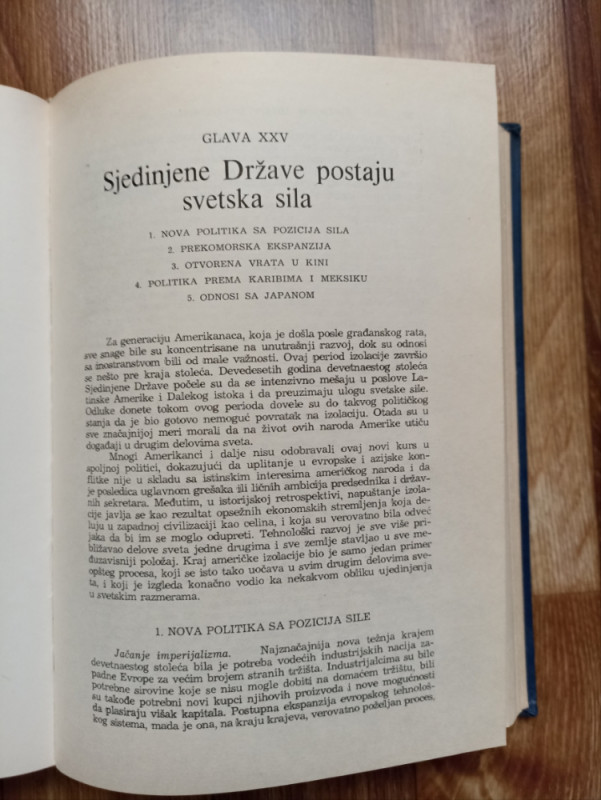 GLAVA XXV
Sjedinjene Države postaju
svetska sila
1. NOVA POLITIKA SA POZICIJA SILA
2. PREKOMORSKA EKSPANZIJA
3. OTVORENA VRATA U KINI
4. POLITIKA PREMA KARIBIMA I MEKSIKU
5. ODNOSI SA JAPANOM
Za generaciju Amerikanaca, koja je došla posle građanskog rata,
sve snage bile su koncentrisane na unutrašnji razvoj, dok su odnosi
sa inostranstvom bili od male važnosti. Ovaj period izolacije završio
se nešto pre kraja stoleća. Devedesetih godina devetnaestog stoleća
Sjedinjene Države počele su da se intenzivno mešaju u poslove La-
tinske Amerike i Dalekog istoka i da preuzimaju ulogu svetske sile.
Odluke donete tokom ovog perioda dovele su do takvog političkog
stanja da je bio gotovo nemoguć povratak na izolaciju. Otada su u
sve značajnijoj meri morali da na život ovih naroda Amerike utiču
događaji u drugim delovima sveta.
Mnogi Amerikanci i dalje nisu odobravali ovaj novi kurs u
spoljnoj politici, dokazujući da uplitanje u evropske i azijske kon-
flitke nije u skladu sa istinskim interesima američkog naroda i da
je posledica uglavnom grešaka ili ličnih ambicija predsednika i držav-
nih sekretara. Međutim, u istorijskoj retrospektivi, napuštanje izola-
cije javlja se kao rezultat opsežnih ekonomskih stremljenja koja de-
luju u zapadnoj civilizaciji kao celina, i koja su verovatno bila odveć
jaka da bi im se moglo odupreti. Tehnološki razvoj je sve više pri-
bližavao delove sveta jedne drugima i sve zemlje stavljao u sve me-
đuzavisniji položaj. Kraj američke izolacije bio je samo jedan primer
opšteg procesa, koji se isto tako uočava u svim drugim delovima sve-
ta, i koji je izgleda konačno vodio ka nekakvom obliku ujedinjenja
u svetskim razmerama.
1. NOVA POLITIKA SA POZICIJA SILE
Jačanje imperijalizma. Najznačajnija nova težnja krajem
devetnaestog stoleća bila je potreba vodećih industrijskih nacija za-
padne Evrope za većim brojem stranih tržišta. Industrijalcima su bile
potrebne sirovine koje se nisu mogle dobiti na domaćem tržištu, bili
su takođe potrebni novi kupci njihovih proizvoda i nove mogućnosti
da plasiraju višak kapitala. Postupna ekspanzija evropskog tehnološ-
kog sistema, mada je ona, na kraju krajeva, verovatno poželjan proces,